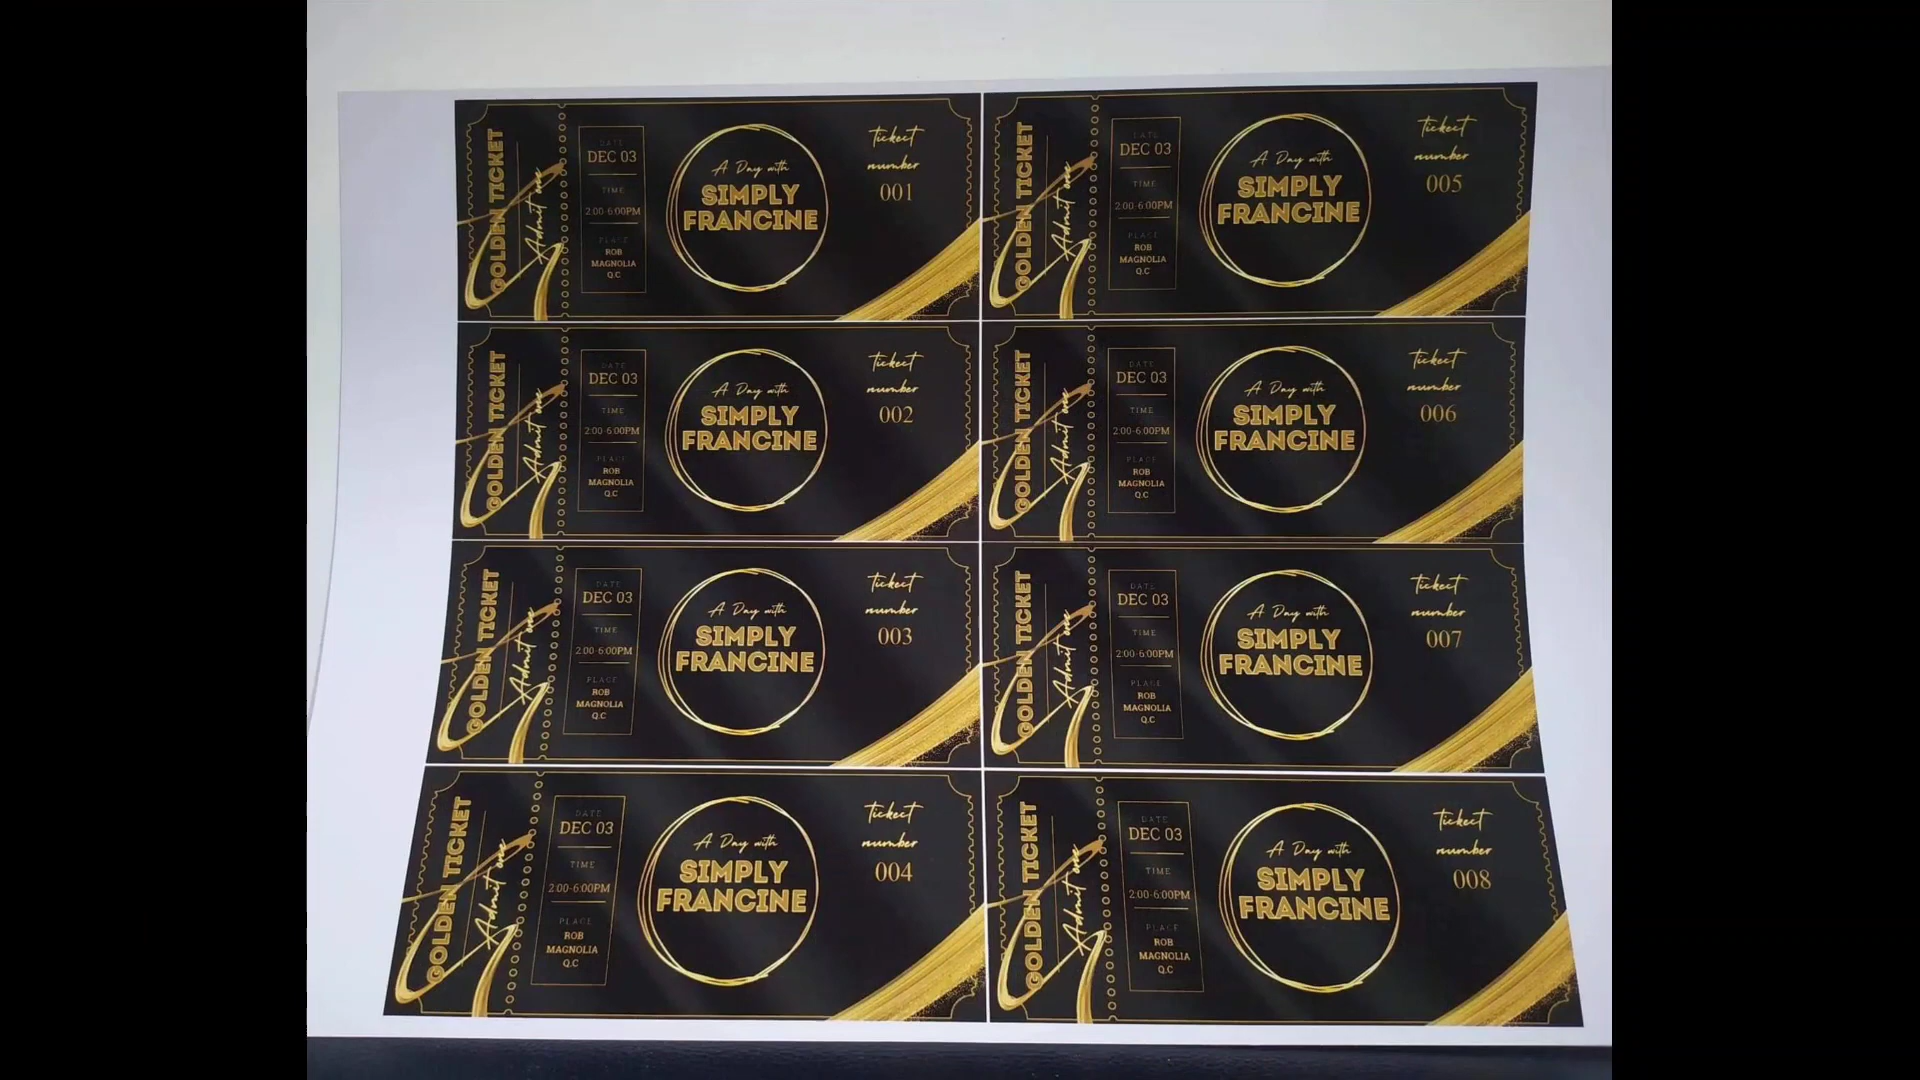 GOLDEN TICKET
Admit one
DATE
DEC 03
TIME
2:00-6:00PM
PLACE
ROB
MAGNOLIA
Q.C
A Day with
SIMPLY
FRANCINE
tickect
number
001
GOLDEN TICKET
Admit one
DATE
DEC 03
TIME
2:00-6:00PM
PLACE
ROB
MAGNOLIA
Q.C
A Day with
SIMPLY
FRANCINE
tickect
number
005
GOLDEN TICKET
Admit one
DATE
DEC 03
TIME
2:00-6:00PM
PLACE
ROB
MAGNOLIA
Q.C
A Day with
SIMPLY
FRANCINE
tickect
number
002
GOLDEN TICKET
Admit one
DATE
DEC 03
TIME
2:00-6:00PM
PLACE
ROB
MAGNOLIA
Q.C
A Day with
SIMPLY
FRANCINE
tickect
number
006
GOLDEN TICKET
Admit one
DATE
DEC 03
TIME
2:00-6:00PM
PLACE
ROB
MAGNOLIA
Q.C
A Day with
SIMPLY
FRANCINE
tickect
number
003
GOLDEN TICKET
Admit one
DATE
DEC 03
TIME
2:00-6:00PM
PLACE
ROB
MAGNOLIA
Q.C
A Day with
SIMPLY
FRANCINE
tickect
number
007
GOLDEN TICKET
Admit one
DATE
DEC 03
TIME
2:00-6:00PM
PLACE
ROB
MAGNOLIA
Q.C
A Day with
SIMPLY
FRANCINE
tickect
number
004
GOLDEN TICKET
Admit one
DATE
DEC 03
TIME
2:00-6:00PM
PLACE
ROB
MAGNOLIA
Q.C
A Day with
SIMPLY
FRANCINE
tickect
number
008